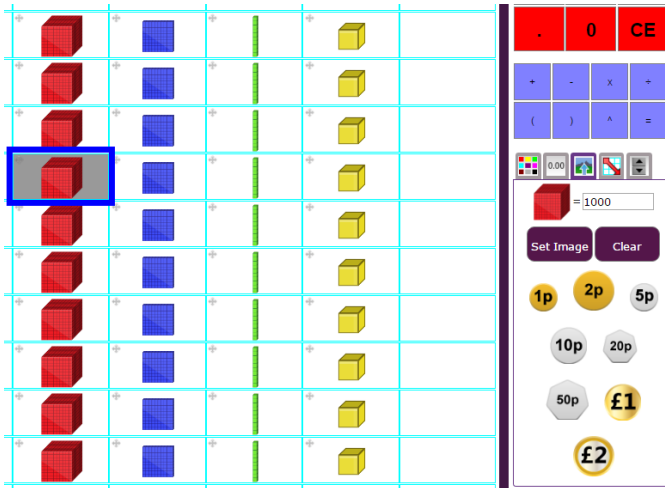 . 0 CE
+ - x ÷
( ) ^ =
0.00
= 1000
Set Image Clear
1p 2p 5p
10p 20p
50p £1
£2